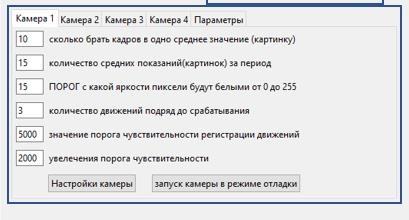 Камера 1 Камера 2 Камера 3 Камера 4 Параметры
10 сколько брать кадров в одно среднее значение (картинку)
15 количество средних показаний(картинок) за период
15 ПОРОГ с какой яркости пиксели будут белыми от 0 до 255
3 количество движений подряд до срабатывания
5000 значение порога чувствительности регистрации движений
2000 увелечения порога чувствительности
Настройки камеры запуск камеры в режиме отладки